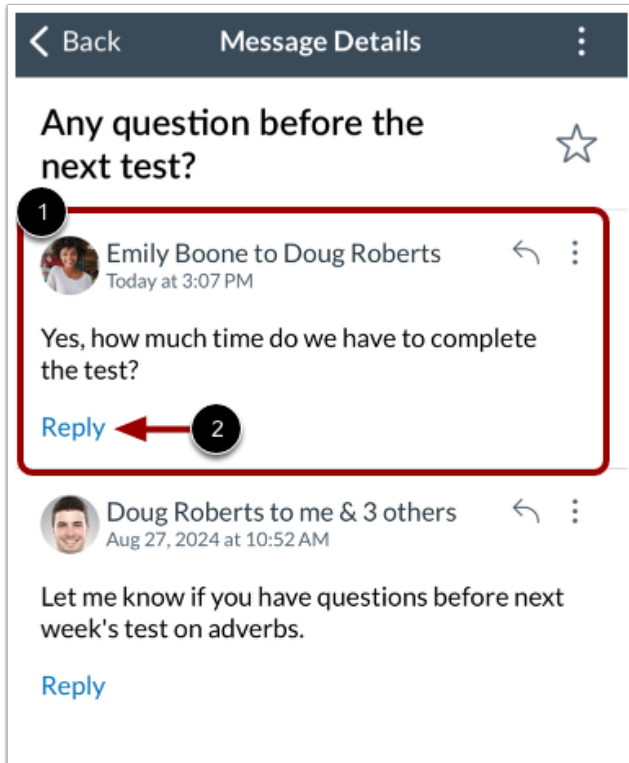 Back
Message Details
Any question before the
next test?
1
Emily Boone to Doug Roberts
Today at 3:07 PM
Yes, how much time do we have to complete
the test?
Reply
2
Doug Roberts to me & 3 others
Aug 27, 2024 at 10:52 AM
Let me know if you have questions before next
week's test on adverbs.
Reply